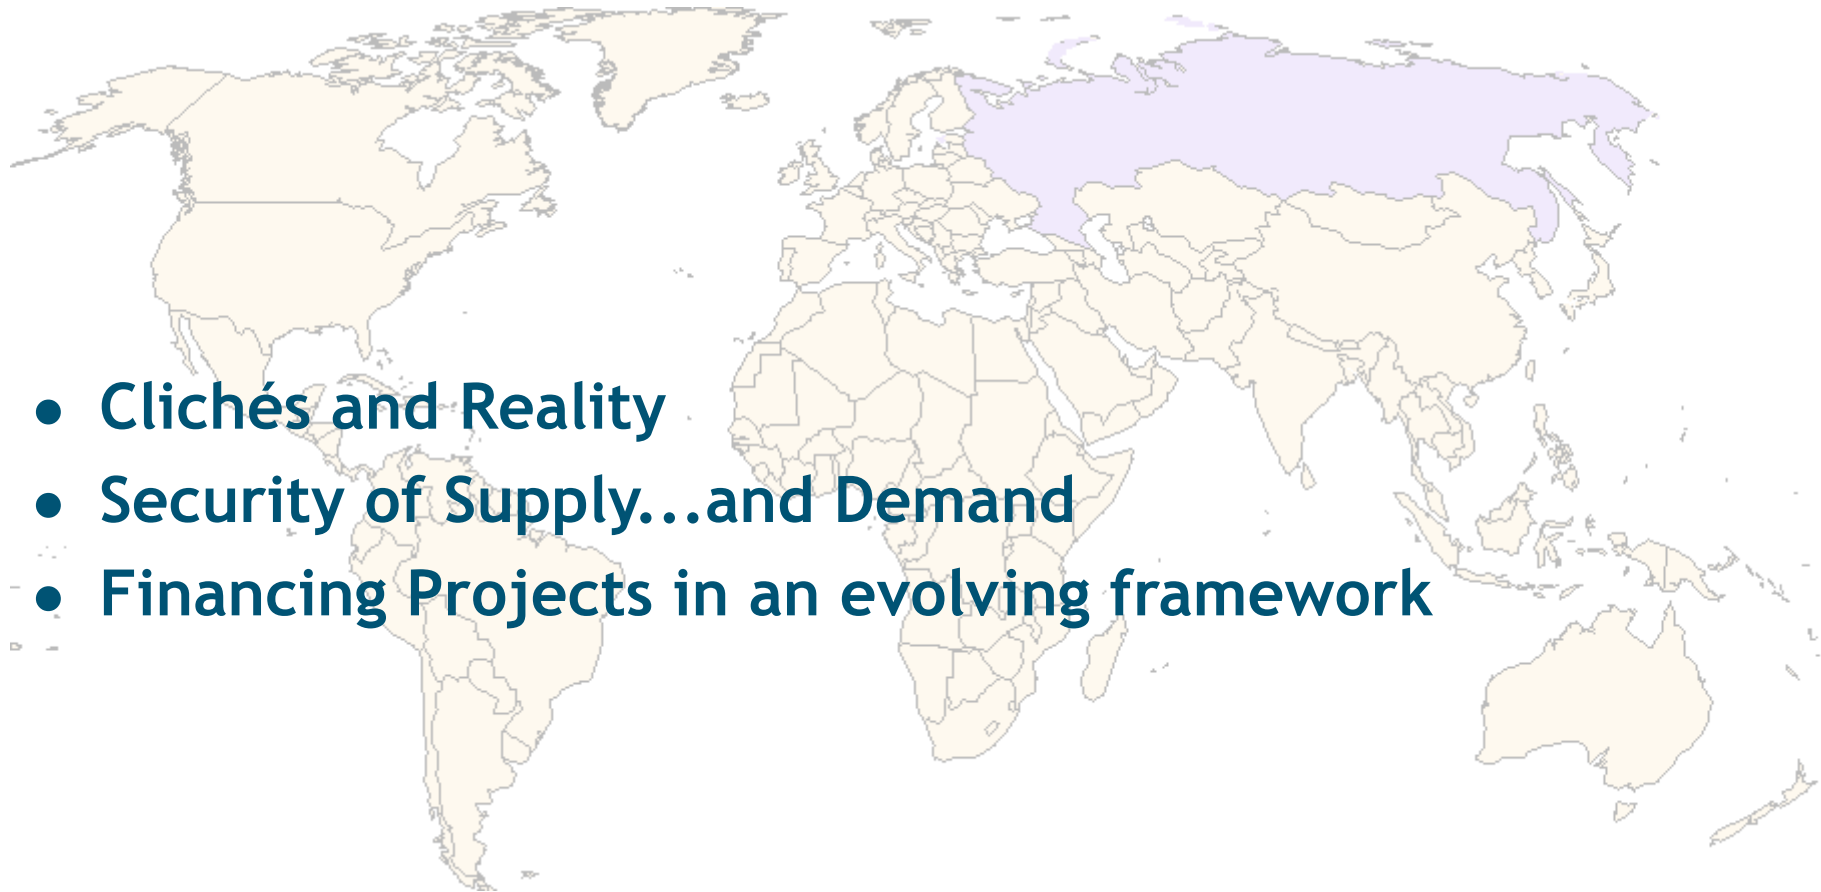 ● Clichés and Reality
● Security of Supply...and Demand
● Financing Projects in an evolving framework